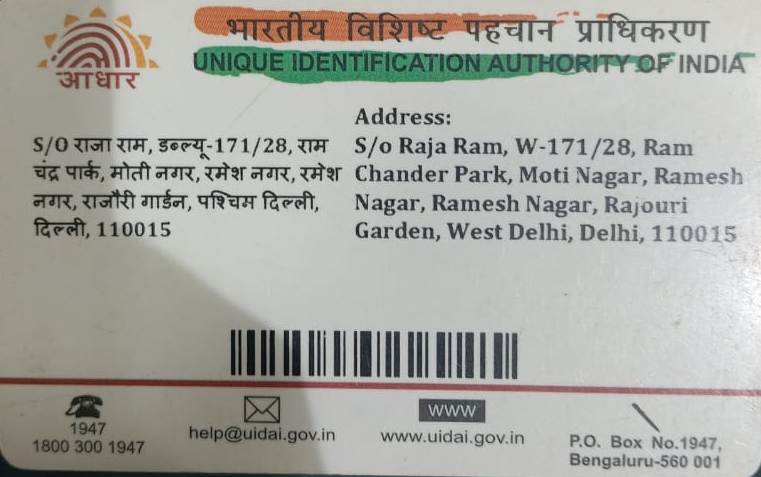 भारतीय विशिष्ट पहचान प्राधिकरण
UNIQUE IDENTIFICATION AUTHORITY OF INDIA
आधार
S/O राजा राम, डब्ल्यू-171/28, राम
चंद्र पार्क, मोती नगर, रमेश नगर, रमेश
नगर, राजौरी गार्डन, पश्चिम दिल्ली,
दिल्ली, 110015
Address:
S/o Raja Ram, W-171/28, Ram
Chander Park, Moti Nagar, Ramesh
Nagar, Ramesh Nagar, Rajouri
Garden, West Delhi, Delhi, 110015
1947
1800 300 1947
help@uidai.gov.in
WWW
www.uidai.gov.in
P.O. Box No.1947,
Bengaluru-560 001